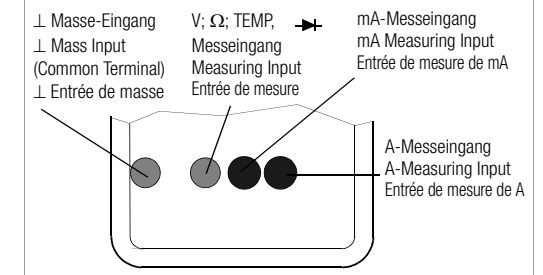 ⊥ Masse-Eingang
⊥ Mass Input
(Common Terminal)
⊥ Entrée de masse
V; Ω; TEMP,
Messeingang
Measuring Input
Entrée de mesure
mA-Messeingang
mA Measuring Input
Entrée de mesure de mA
A-Messeingang
A-Measuring Input
Entrée de mesure de A